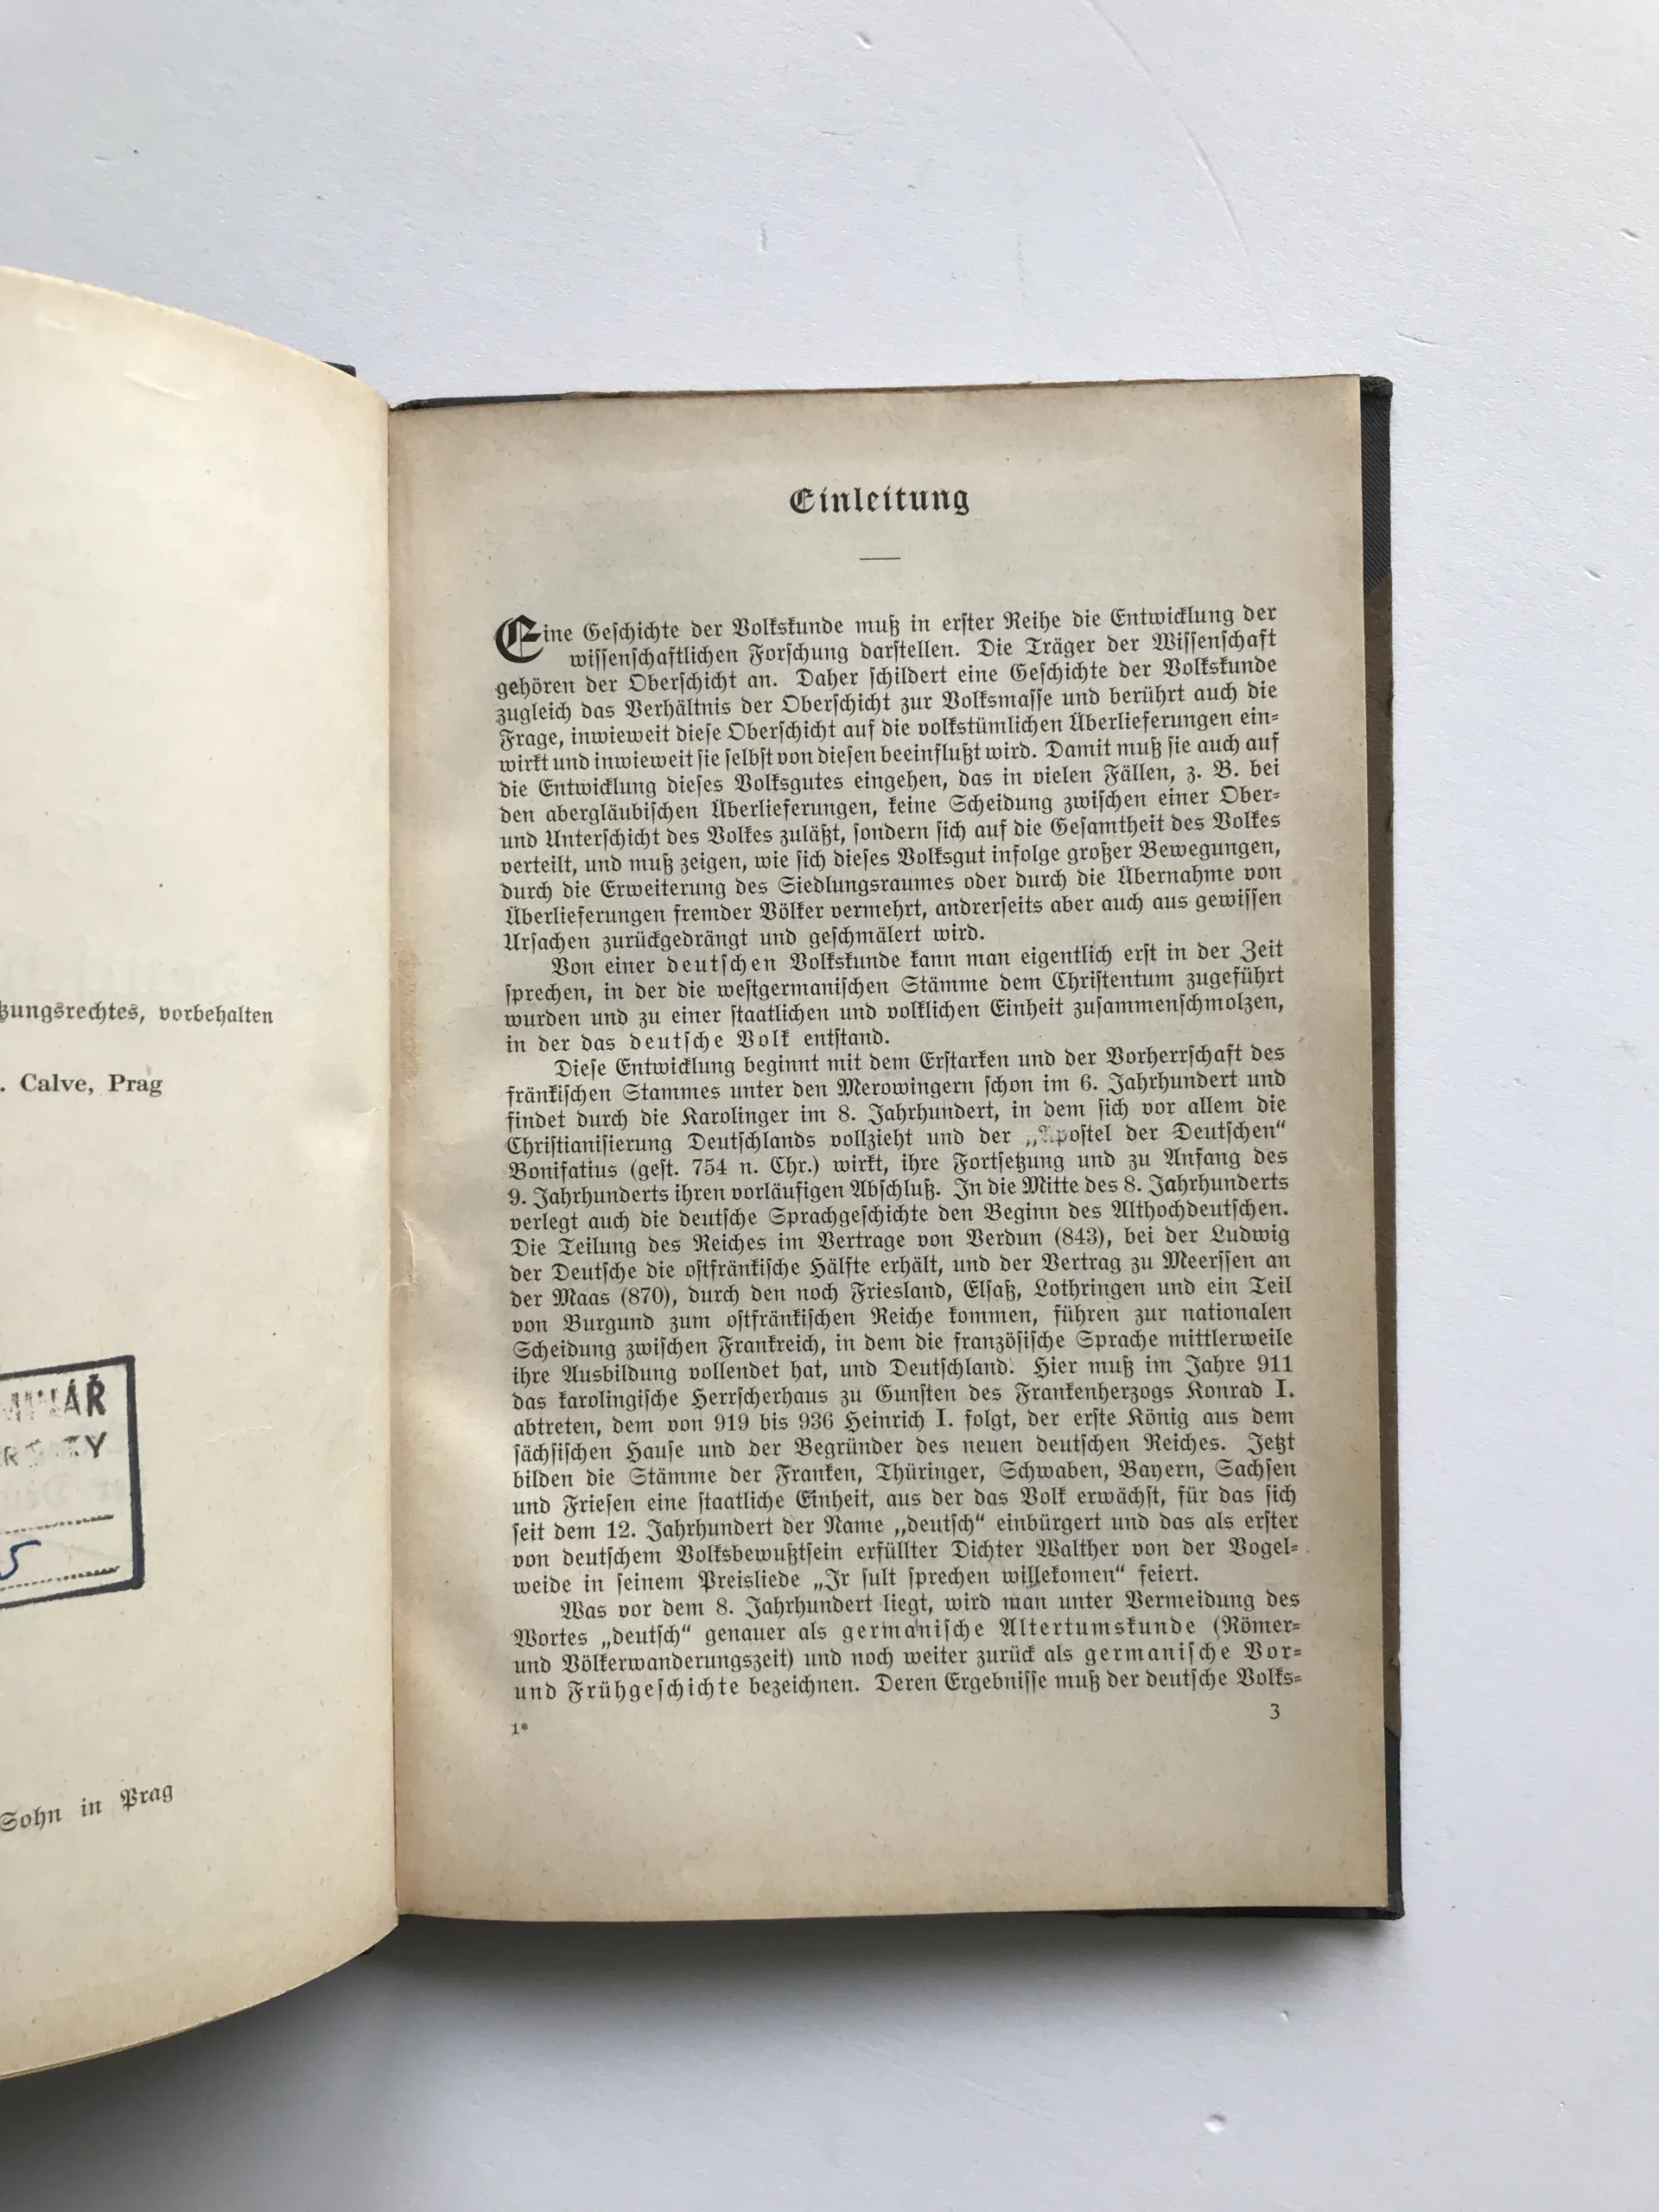 zungsrechtes, vorbehalten
. Calve, Prag
Sohn in Prag
Einleitung
Eine Geschichte der Volkskunde muß in erster Reihe die Entwicklung der
wissenschaftlichen Forschung darstellen. Die Träger der Wissenschaft
gehören der Oberschicht an. Daher schildert eine Geschichte der Volkskunde
zugleich das Verhältnis der Oberschicht zur Volksmasse und berührt auch die
Frage, inwieweit diese Oberschicht auf die volkstümlichen Überlieferungen ein-
wirkt und inwieweit sie selbst von diesen beeinflußt wird. Damit muß sie auch auf
die Entwicklung dieses Volksgutes eingehen, das in vielen Fällen, z. B. bei
den abergläubischen Überlieferungen, keine Scheidung zwischen einer Ober-
und Unterschicht des Volkes zuläßt, sondern sich auf die Gesamtheit des Volkes
verteilt, und muß zeigen, wie sich dieses Volksgut infolge großer Bewegungen,
durch die Erweiterung des Siedlungsraumes oder durch die Übernahme von
Überlieferungen fremder Völker vermehrt, andrerseits aber auch aus gewissen
Ursachen zurückgedrängt und geschmälert wird.
Von einer deutschen Volkskunde kann man eigentlich erst in der Zeit
sprechen, in der die westgermanischen Stämme dem Christentum zugeführt
wurden und zu einer staatlichen und volklichen Einheit zusammenschmolzen,
in der das deutsche Volk entstand.
Diese Entwicklung beginnt mit dem Erstarken und der Vorherrschaft des
fränkischen Stammes unter den Merowingern schon im 6. Jahrhundert und
findet durch die Karolinger im 8. Jahrhundert, in dem sich vor allem die
Christianisierung Deutschlands vollzieht und der „Apostel der Deutschen“
Bonifatius (gest. 754 n. Chr.) wirkt, ihre Fortsetzung und zu Anfang des
9. Jahrhunderts ihren vorläufigen Abschluß. In die Mitte des 8. Jahrhunderts
verlegt auch die deutsche Sprachgeschichte den Beginn des Althochdeutschen.
Die Teilung des Reiches im Vertrage von Verdun (843), bei der Ludwig
der Deutsche die ostfränkische Hälfte erhält, und der Vertrag zu Meerssen an
der Maas (870), durch den noch Friesland, Elsaß, Lothringen und ein Teil
von Burgund zum ostfränkischen Reiche kommen, führen zur nationalen
Scheidung zwischen Frankreich, in dem die französische Sprache mittlerweile
ihre Ausbildung vollendet hat, und Deutschland. Hier muß im Jahre 911
das karolingische Herrscherhaus zu Gunsten des Frankenherzogs Konrad I.
abtreten, dem von 919 bis 936 Heinrich I. folgt, der erste König aus dem
sächsischen Hause und der Begründer des neuen deutschen Reiches. Jetzt
bilden die Stämme der Franken, Thüringer, Schwaben, Bayern, Sachsen
und Friesen eine staatliche Einheit, aus der das Volk erwächst, für das sich
seit dem 12. Jahrhundert der Name „deutsch“ einbürgert und das als erster
von deutschem Volksbewußtsein erfüllter Dichter Walther von der Vogel-
weide in seinem Preisliede „Ir sult sprechen willekomen“ feiert.
Was vor dem 8. Jahrhundert liegt, wird man unter Vermeidung des
Wortes „deutsch“ genauer als germanische Altertumskunde (Römer-
und Völkerwanderungszeit) und noch weiter zurück als germanische Vor-
und Frühgeschichte bezeichnen. Deren Ergebnisse muß der deutsche Volks-
1*
3